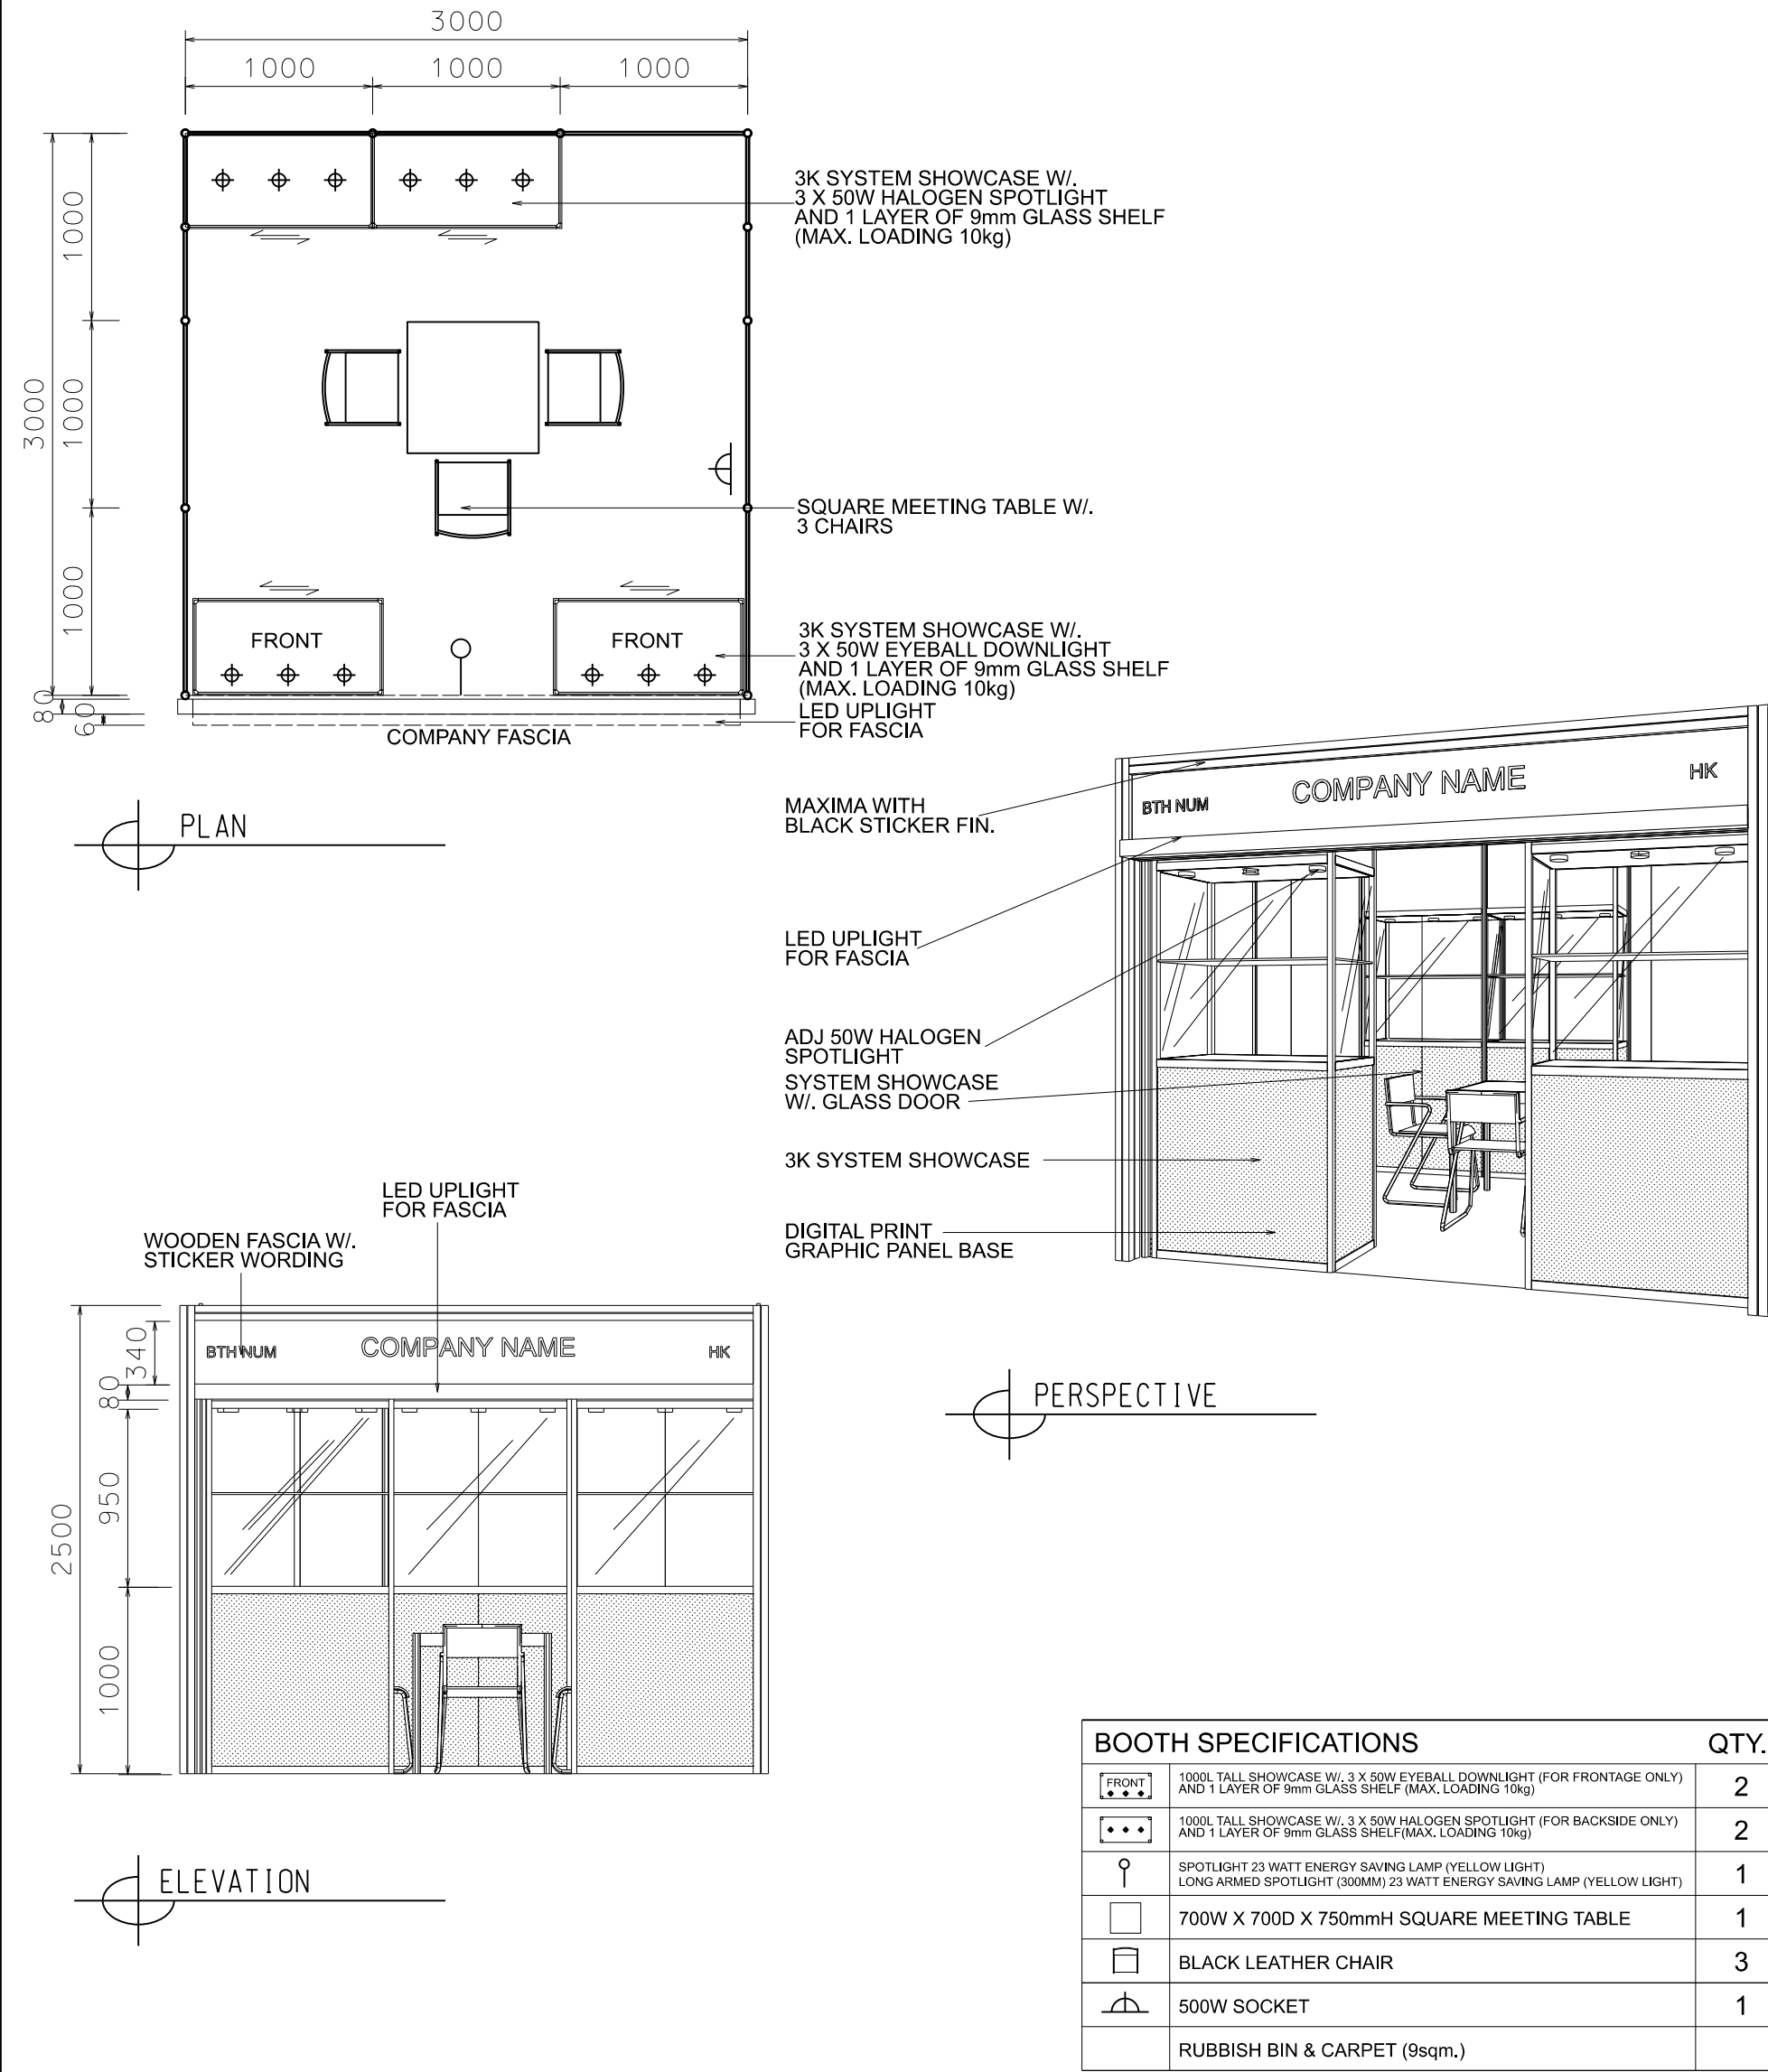 3000
1000 1000 1000
3000
1000
1000
1000
80
60
3K SYSTEM SHOWCASE W/.
3 X 50W HALOGEN SPOTLIGHT
AND 1 LAYER OF 9mm GLASS SHELF
(MAX. LOADING 10kg)
SQUARE MEETING TABLE W/.
3 CHAIRS
FRONT FRONT
3K SYSTEM SHOWCASE W/.
3 X 50W EYEBALL DOWNLIGHT
AND 1 LAYER OF 9mm GLASS SHELF
(MAX. LOADING 10kg)
LED UPLIGHT
FOR FASCIA
COMPANY FASCIA
PLAN
MAXIMA WITH
BLACK STICKER FIN.
LED UPLIGHT
FOR FASCIA
ADJ 50W HALOGEN
SPOTLIGHT
SYSTEM SHOWCASE
W/. GLASS DOOR
3K SYSTEM SHOWCASE
DIGITAL PRINT
GRAPHIC PANEL BASE
BTH NUM COMPANY NAME HK
PERSPECTIVE
LED UPLIGHT
FOR FASCIA
WOODEN FASCIA W/.
STICKER WORDING
BTH NUM COMPANY NAME HK
2500
340
80
950
1000
ELEVATION
BOOTH SPECIFICATIONS QTY.
FRONT
1000L TALL SHOWCASE W/. 3 X 50W EYEBALL DOWNLIGHT (FOR FRONTAGE ONLY)
AND 1 LAYER OF 9mm GLASS SHELF (MAX. LOADING 10kg)
2
1000L TALL SHOWCASE W/. 3 X 50W HALOGEN SPOTLIGHT (FOR BACKSIDE ONLY)
AND 1 LAYER OF 9mm GLASS SHELF(MAX. LOADING 10kg)
2
SPOTLIGHT 23 WATT ENERGY SAVING LAMP (YELLOW LIGHT)
LONG ARMED SPOTLIGHT (300MM) 23 WATT ENERGY SAVING LAMP (YELLOW LIGHT)
1
700W X 700D X 750mmH SQUARE MEETING TABLE 1
BLACK LEATHER CHAIR 3
500W SOCKET 1
RUBBISH BIN & CARPET (9sqm.)